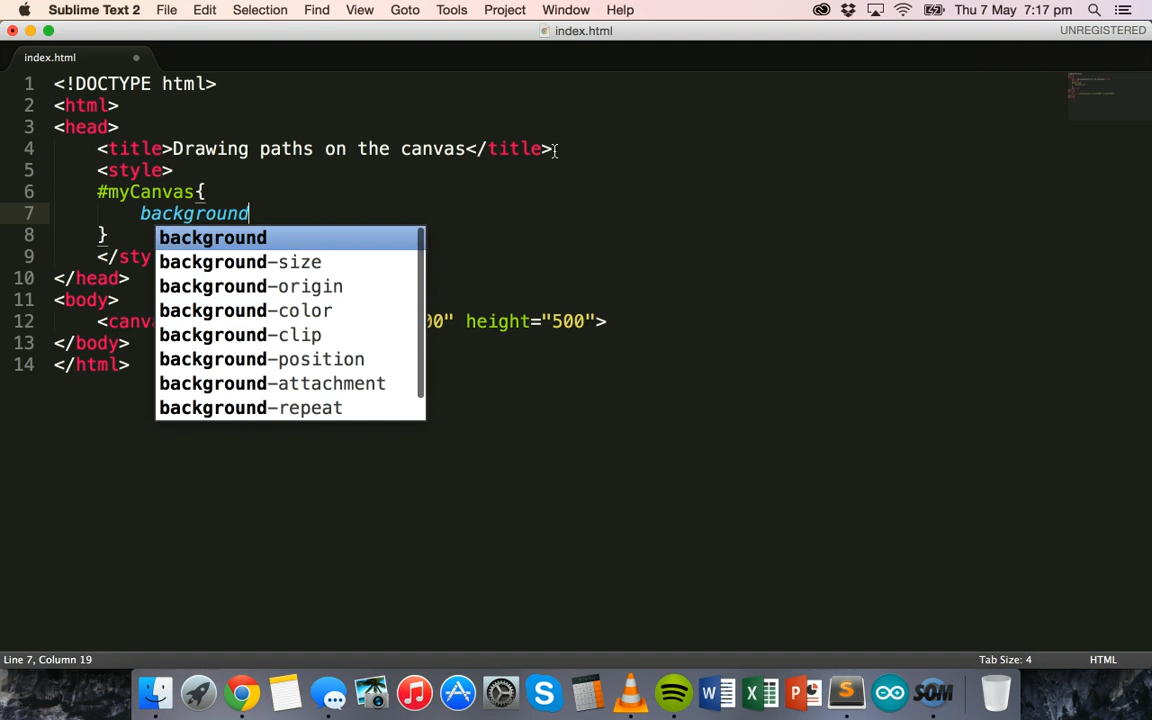 Sublime Text 2 File Edit Selection Find View Goto Tools Project Window Help Thu 7 May 7:17 pm
index.html UNREGISTERED
index.html
1 <!DOCTYPE html>
2 <html>
3 <head>
4 <title>Drawing paths on the canvas</title>
5 <style>
6 #myCanvas{
7 background
8 }
9 </sty
10 </head>
11 <body>
12 <canv 00" height="500">
13 </body>
14 </html>
background
background-size
background-origin
background-color
background-clip
background-position
background-attachment
background-repeat
Line 7, Column 19 Tab Size: 4 HTML
SOM